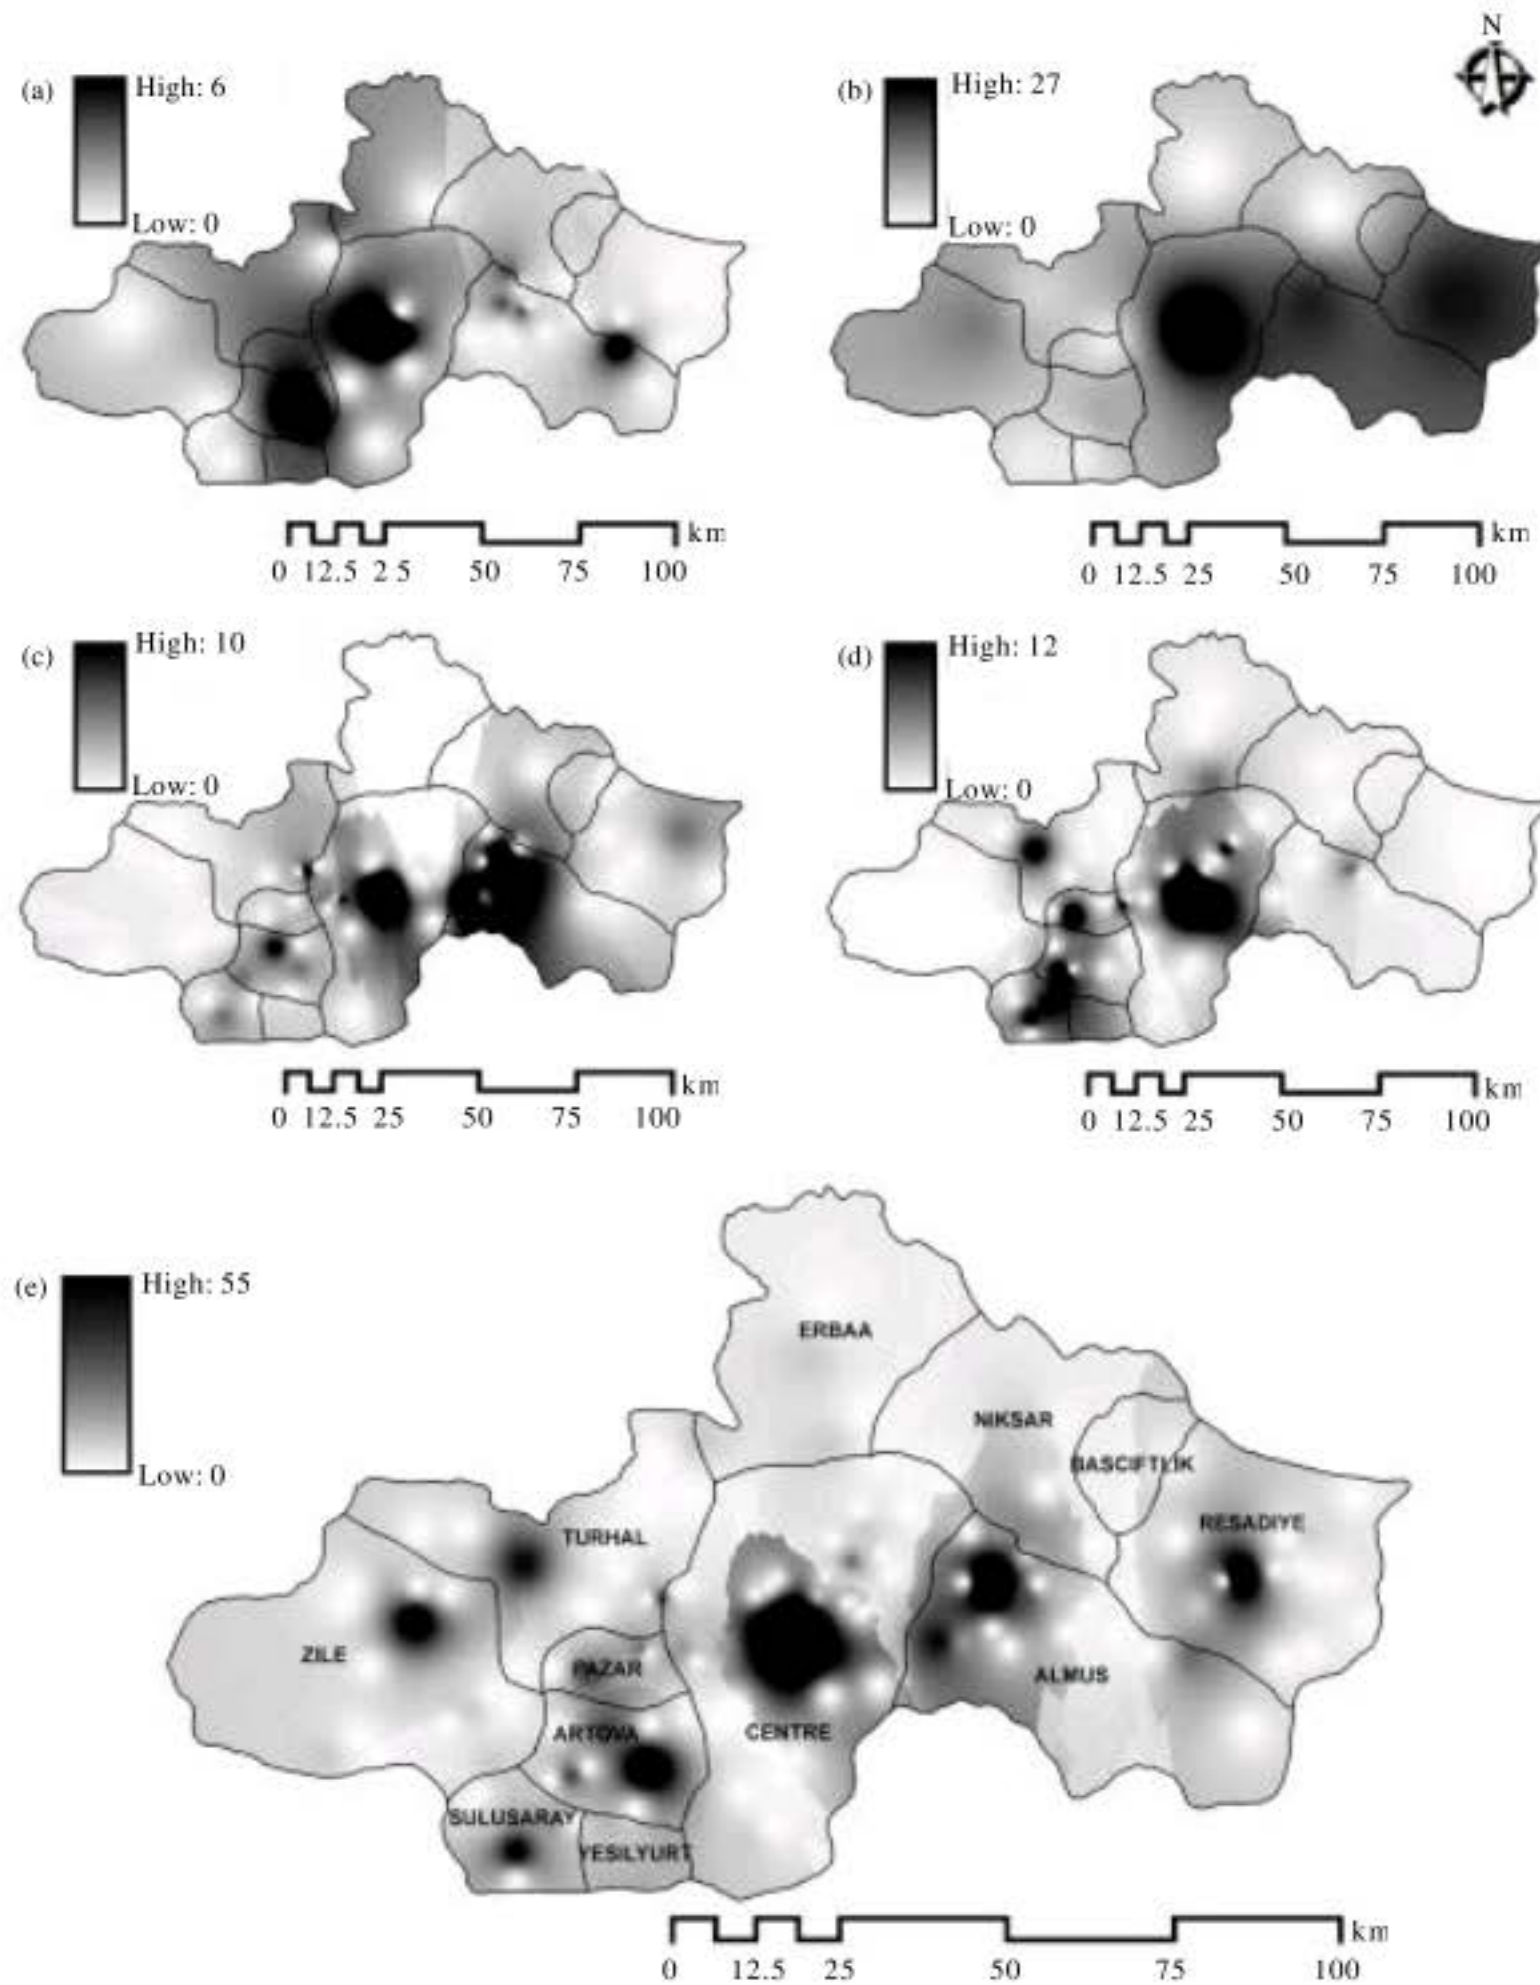 N
(a) High: 6
Low: 0
0 12.5 2 5 50 75 100 km
(b) High: 27
Low: 0
0 12.5 25 50 75 100 km
(c) High: 10
Low: 0
0 12.5 25 50 75 100 km
(d) High: 12
Low: 0
0 12.5 25 50 75 100 km
(e) High: 55
Low: 0
ERBAA
NIKSAR
BASCIFTLIK
RESADIYE
TURHAL
ZILE
PAZAR
ALMUS
ARTOVA
CENTRE
SULUSARAY
YESILYURT
0 12.5 25 50 75 100 km